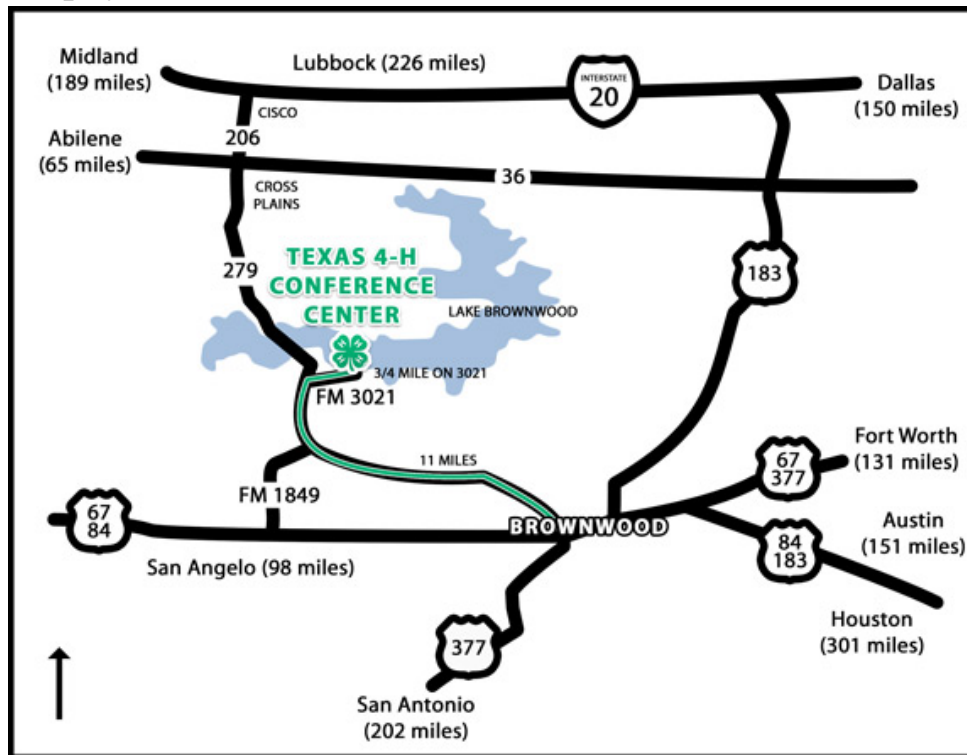 Midland
(189 miles)
Lubbock (226 miles)
INTERSTATE
20
Dallas
(150 miles)
CISCO
206
Abilene
(65 miles)
36
CROSS
PLAINS
279
TEXAS 4-H
CONFERENCE
CENTER
183
LAKE BROWNWOOD
3/4 MILE ON 3021
FM 3021
11 MILES
Fort Worth
(131 miles)
67
377
FM 1849
67
84
BROWNWOOD
Austin
(151 miles)
84
183
San Angelo (98 miles)
Houston
(301 miles)
377
San Antonio
(202 miles)